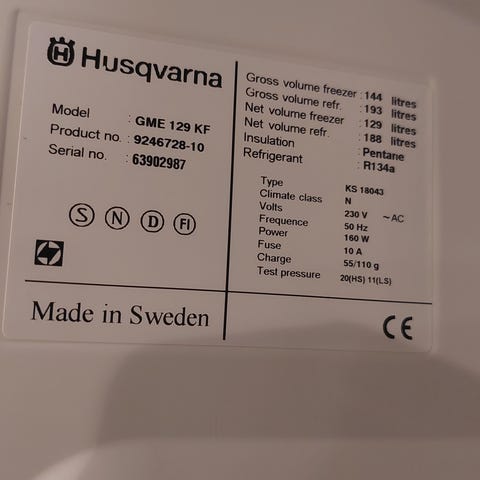 Husqvarna
Model : GME 129 KF
Product no. : 9246728-10
Serial no. : 63902987
S N D FI
Made in Sweden
Gross volume freezer : 144 litres
Gross volume refr. : 193 litres
Net volume freezer : 129 litres
Net volume refr. : 188 litres
Insulation : Pentane
Refrigerant : R134a
Type KS 18043
Climate class N
Volts 230 V ~AC
Frequency 50 Hz
Power 160 W
Fuse 10 A
Charge 55/110 g
Test pressure 20(HS) 11(LS)
CE